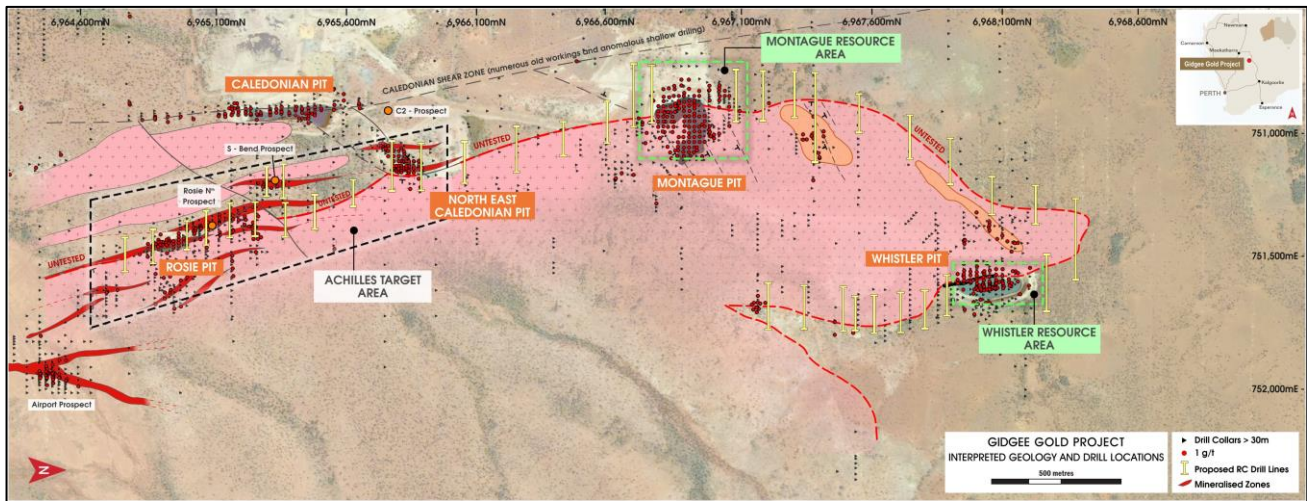 6,964,600mN
6,965,100mN
6,965,600mN
6,966,100mN
6,966,600mN
6,967,100mN
6,967,600mN
6,968,100mN
6,968,600mN
Gidgee Gold Project
PERTH
Kalgoorlie
Esperance
MONTAGUE RESOURCE
AREA
CALEDONIAN SHEAR ZONE (numerous old workings and anomalous shallow drilling)
CALEDONIAN PIT
C2 - Prospect
751,000mE
S - Bend Prospect
UNTESTED
UNTESTED
MONTAGUE PIT
Rosie Nth
Prospect
UNTESTED
NORTH EAST
CALEDONIAN PIT
UNTESTED
ROSIE PIT
ACHILLES TARGET
AREA
WHISTLER PIT
751,500mE
WHISTLER RESOURCE
AREA
752,000mE
Airport Prospect
N
GIDGEE GOLD PROJECT
INTERPRETED GEOLOGY AND DRILL LOCATIONS
500 metres
Drill Collars > 30m
1 g/t
Proposed RC Drill Lines
Mineralised Zones